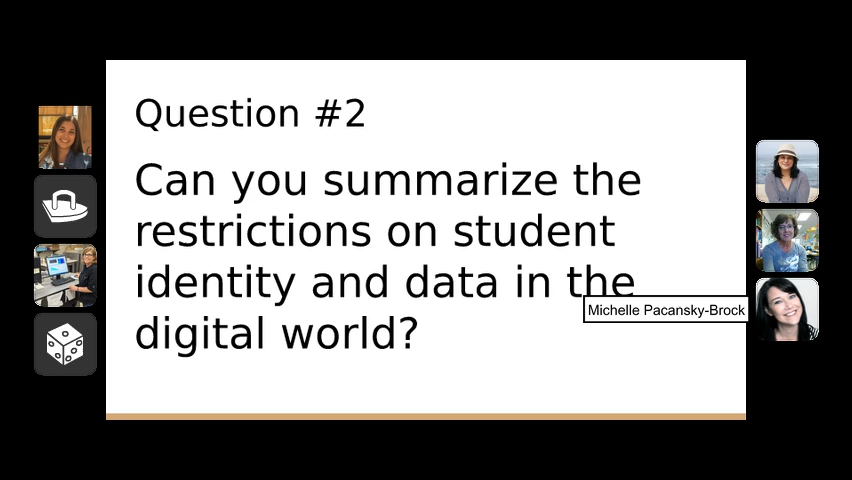 Question #2
Can you summarize the
restrictions on student
identity and data in the
digital world?
Michelle Pacansky-Brock